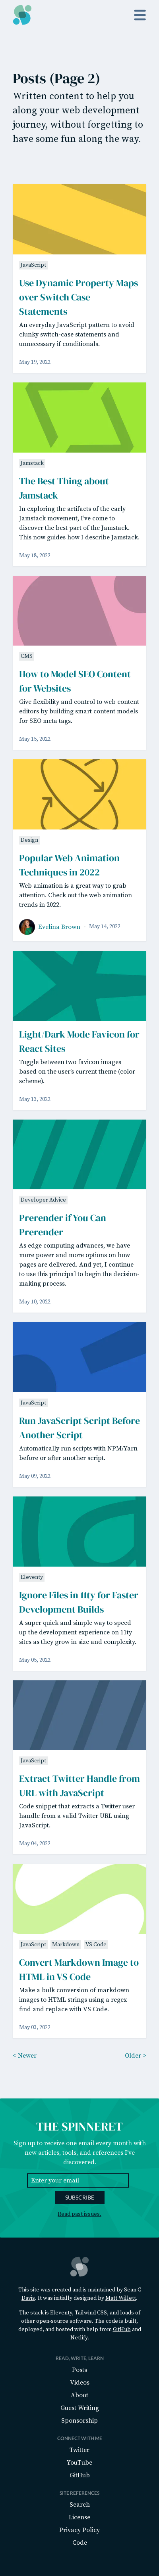 Posts (Page 2)
Written content to help you
along your web development
journey, without forgetting to
have some fun along the way.
JavaScript
Use Dynamic Property Maps
over Switch Case
Statements
An everyday JavaScript pattern to avoid
chunky switch-case statements and
unnecessary if conditionals.
May 19, 2022
Jamstack
The Best Thing about
Jamstack
In exploring the artifacts of the early
Jamstack movement, I've come to
discover the best part of the Jamstack.
This now guides how I describe Jamstack.
May 18, 2022
CMS
How to Model SEO Content
for Websites
Give flexibility and control to web content
editors by building smart content models
for SEO meta tags.
May 15, 2022
Design
Popular Web Animation
Techniques in 2022
Web animation is a great way to grab
attention. Check out the web animation
trends in 2022.
Evelina Brown May 14, 2022
Light/Dark Mode Favicon for
React Sites
Toggle between two favicon images
based on the user's current theme (color
scheme).
May 13, 2022
Developer Advice
Prerender if You Can
Prerender
As edge computing advances, we have
more power and more options on how
pages are delivered. And yet, I continue
to use this principal to begin the decision-
making process.
May 10, 2022
JavaScript
Run JavaScript Script Before
Another Script
Automatically run scripts with NPM/Yarn
before or after another script.
May 09, 2022
Eleventy
Ignore Files in 11ty for Faster
Development Builds
A super quick and simple way to speed
up the development experience on 11ty
sites as they grow in size and complexity.
May 05, 2022
JavaScript
Extract Twitter Handle from
URL with JavaScript
Code snippet that extracts a Twitter user
handle from a valid Twitter URL using
JavaScript.
May 04, 2022
JavaScript Markdown VS Code
Convert Markdown Image to
HTML in VS Code
Make a bulk conversion of markdown
images to HTML strings using a regex
find and replace with VS Code.
May 03, 2022
< Newer Older >
THE SPINNERET
Sign up to receive one email every month with
new articles, tools, and references I've
discovered.
Enter your email
SUBSCRIBE
Read past issues.
This site was created and is maintained by Sean C
Davis. It was initially designed by Matt Willett.
The stack is Eleventy, Tailwind CSS, and loads of
other open-source software. The code is built,
deployed, and hosted with help from GitHub and
Netlify.
READ, WRITE, LEARN
Posts
Videos
About
Guest Writing
Sponsorship
CONNECT WITH ME
Twitter
YouTube
GitHub
SITE REFERENCES
Search
License
Privacy Policy
Code